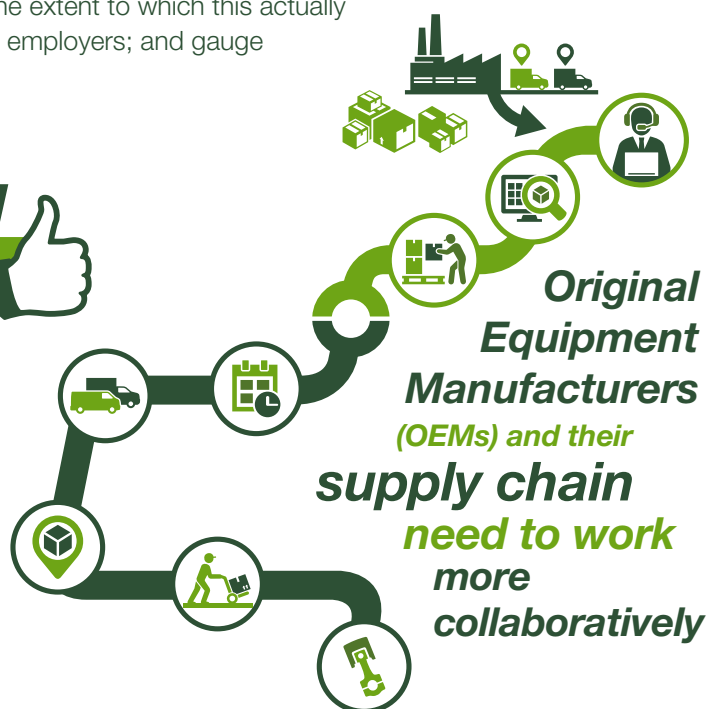 he extent to which this actually
employers; and gauge
Original
Equipment
Manufacturers
(OEMs) and their
supply chain
need to work
more
collaboratively